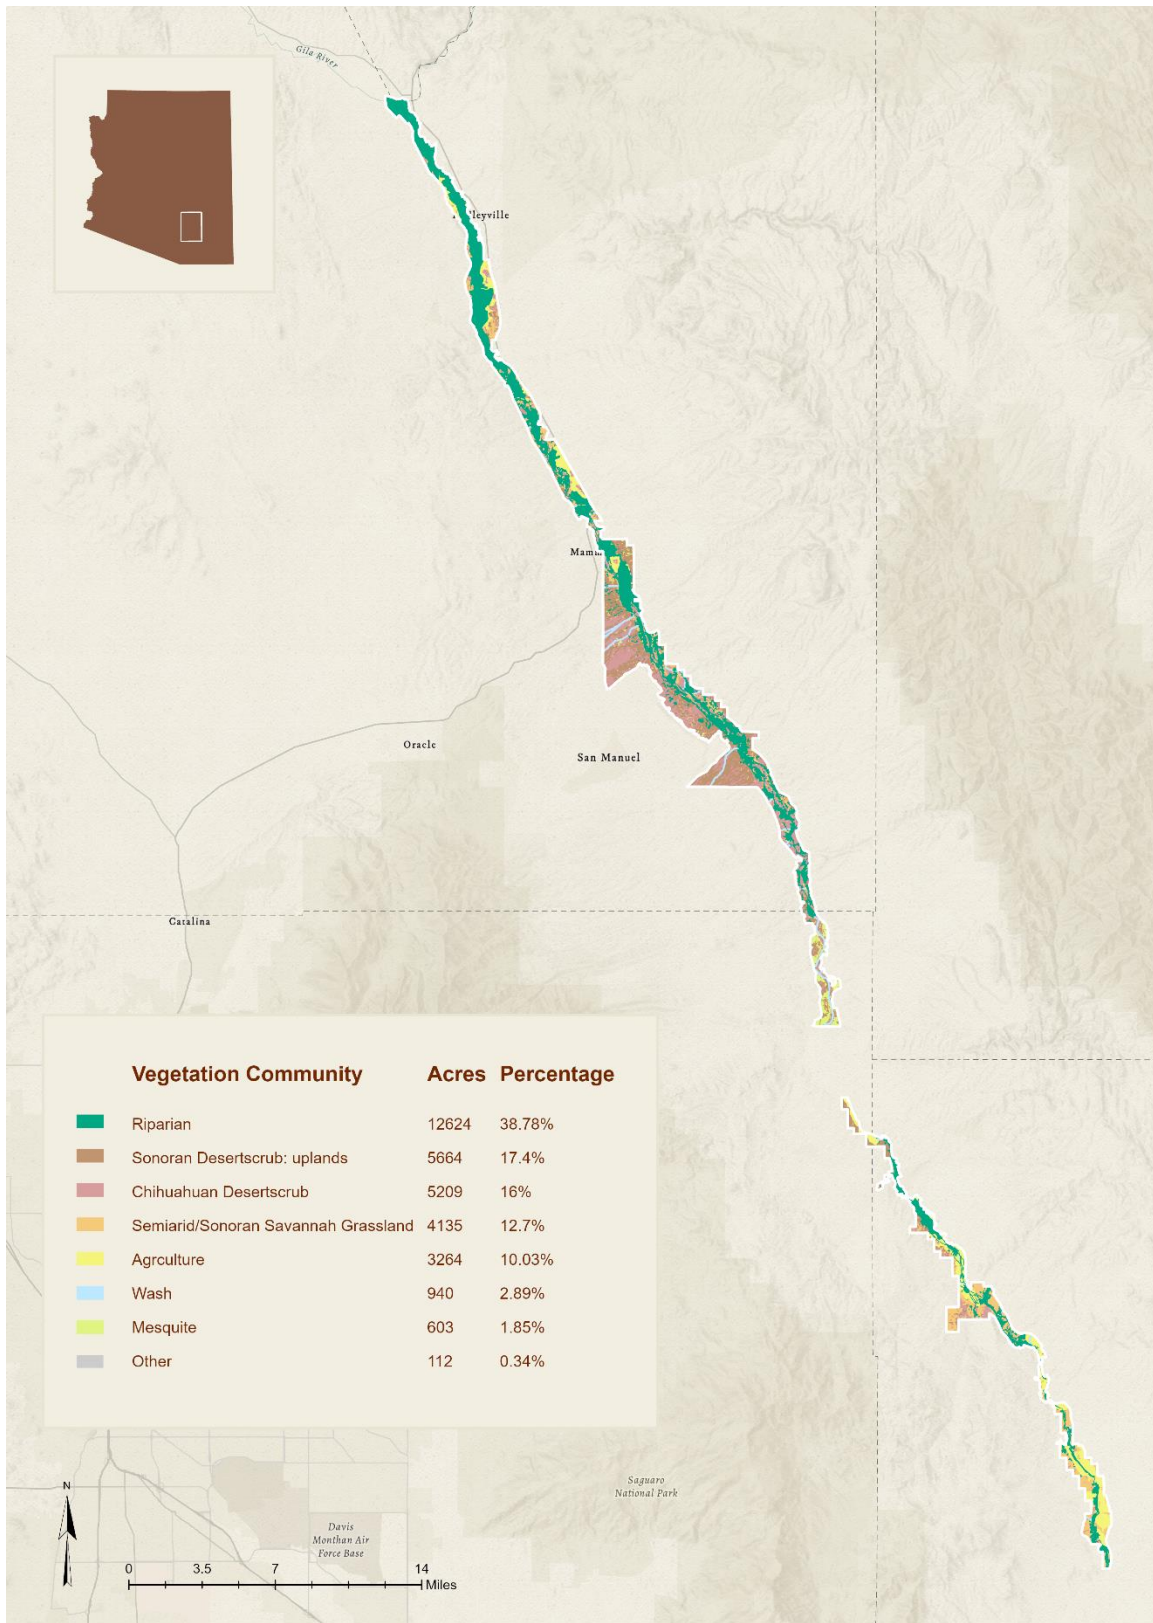 Gila River
leyville
Mam
Oracle
San Manuel
Catalina
Vegetation Community Acres Percentage
Riparian 12624 38.78%
Sonoran Desertscrub: uplands 5664 17.4%
Chihuahuan Desertscrub 5209 16%
Semiarid/Sonoran Savannah Grassland 4135 12.7%
Agrculture 3264 10.03%
Wash 940 2.89%
Mesquite 603 1.85%
Other 112 0.34%
Saguaro
National Park
N
Davis
Monthan Air
Force Base
0 3.5 7 14
Miles